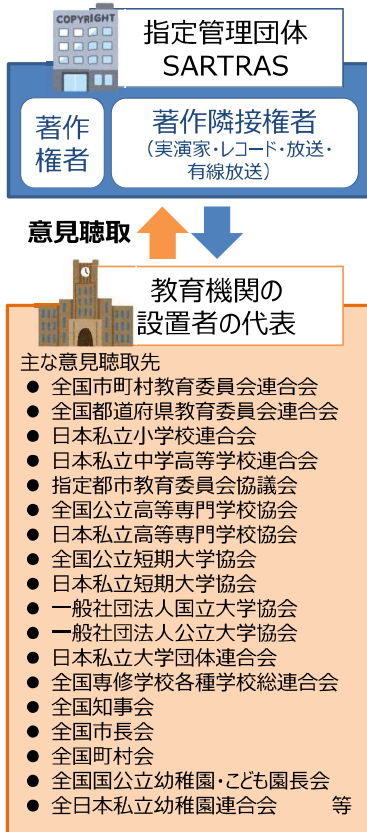 COPYRIGHT
指定管理団体
SARTRAS
著作
権者
著作隣接権者
（実演家・レコード・放送・
有線放送）
意見聴取
教育機関の
設置者の代表
主な意見聴取先
● 全国市町村教育委員会連合会
● 全国都道府県教育委員会連合会
● 日本私立小学校連合会
● 日本私立中学高等学校連合会
● 指定都市教育委員会協議会
● 全国公立高等専門学校協会
● 日本私立高等専門学校協会
● 全国公立短期大学協会
● 日本私立短期大学協会
● 一般社団法人国立大学協会
● 一般社団法人公立大学協会
● 日本私立大学団体連合会
● 全国専修学校各種学校総連合会
● 全国知事会
● 全国市長会
● 全国町村会
● 全国国公立幼稚園・こども園長会
● 全日本私立幼稚園連合会 等